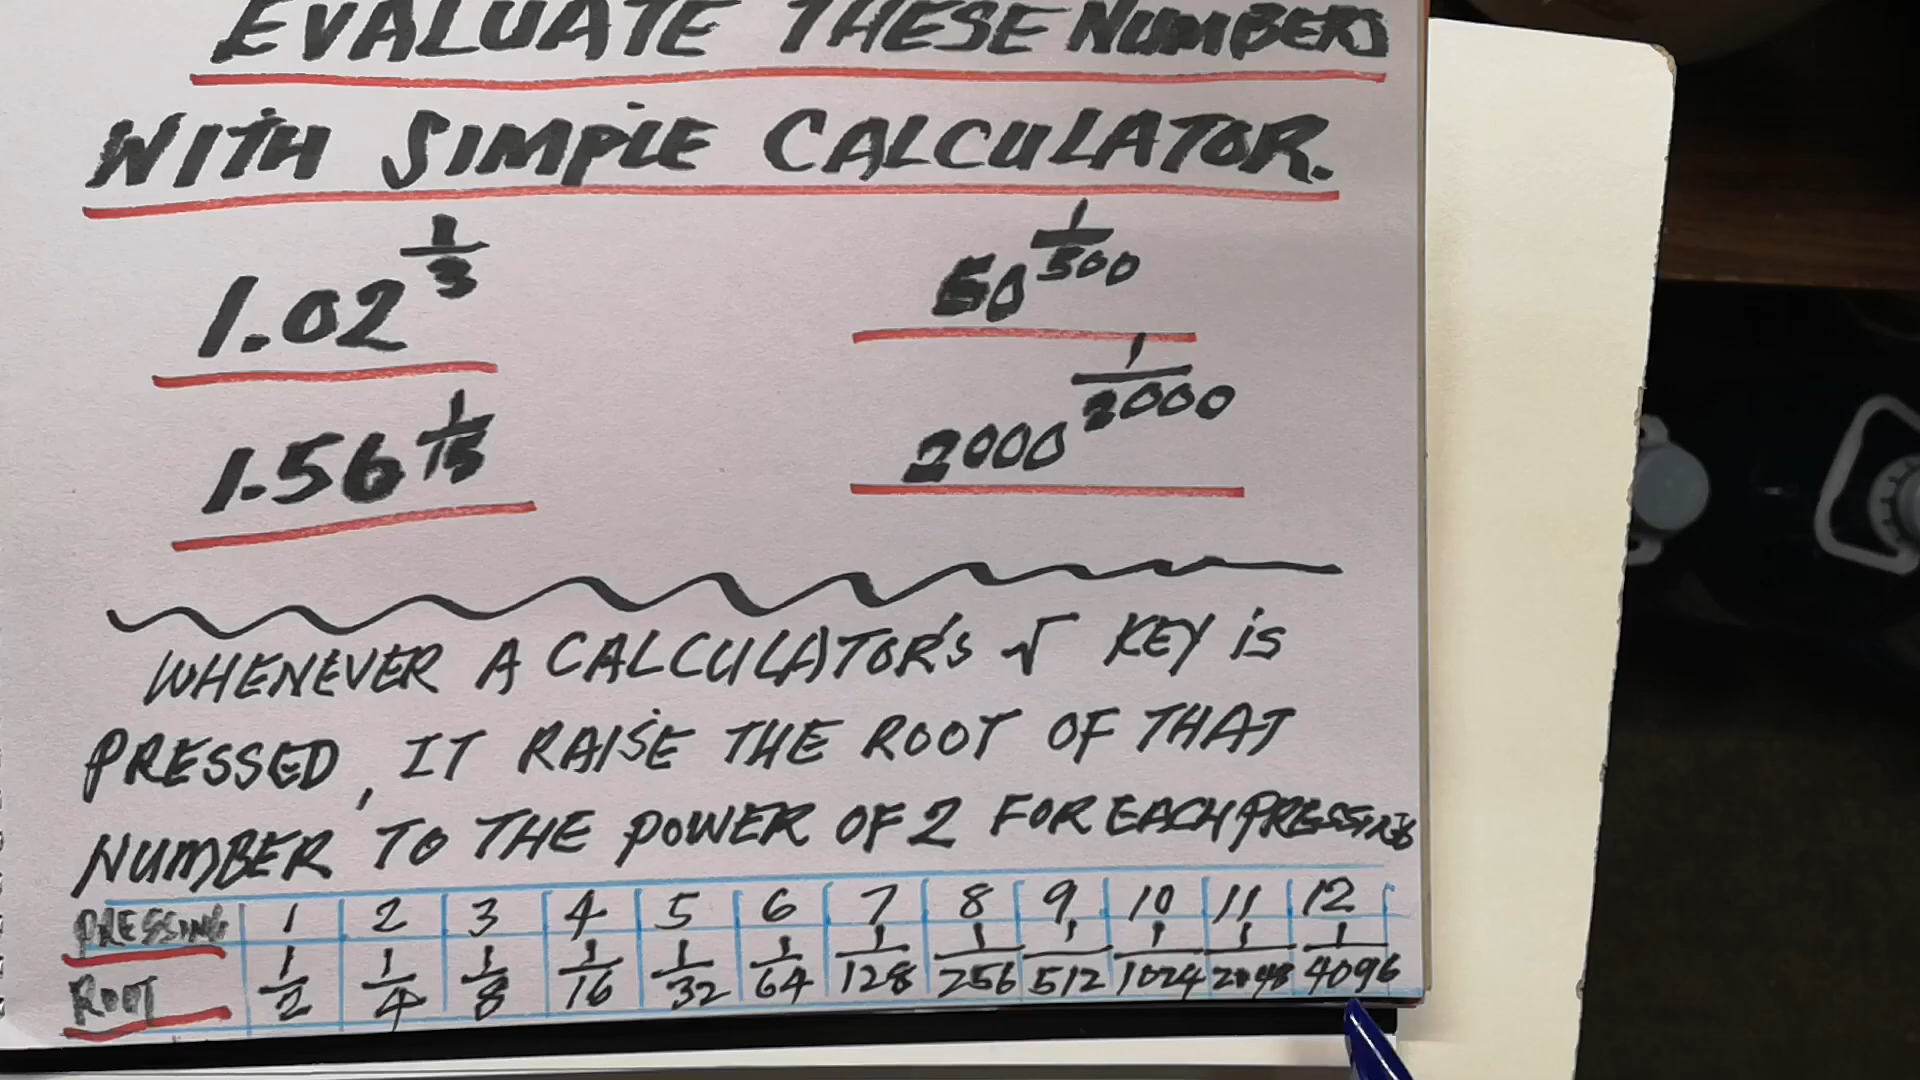 EVALUATE THESE NUMBERS
WITH SIMPLE CALCULATOR.
1.02^(1/3)
50^(1/500)
1.56^(1/15)
2000^(1/2000)
WHENEVER A CALCULATOR'S √ KEY IS
PRESSED, IT RAISE THE ROOT OF THAT
NUMBER TO THE POWER OF 2 FOR EACH PRESSING
PRESSING 1 2 3 4 5 6 7 8 9 10 11 12
ROOT 1/2 1/4 1/8 1/16 1/32 1/64 1/128 1/256 1/512 1/1024 1/2048 1/4096